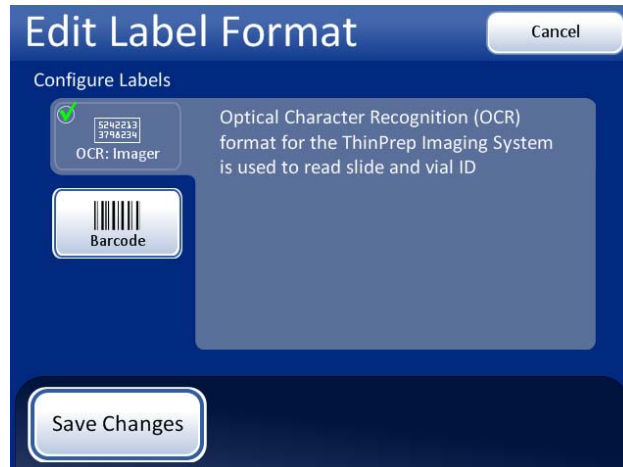 Edit Label Format
Cancel
Configure Labels
5242213
3798234
OCR: Imager
Optical Character Recognition (OCR)
format for the ThinPrep Imaging System
is used to read slide and vial ID
Barcode
Save Changes